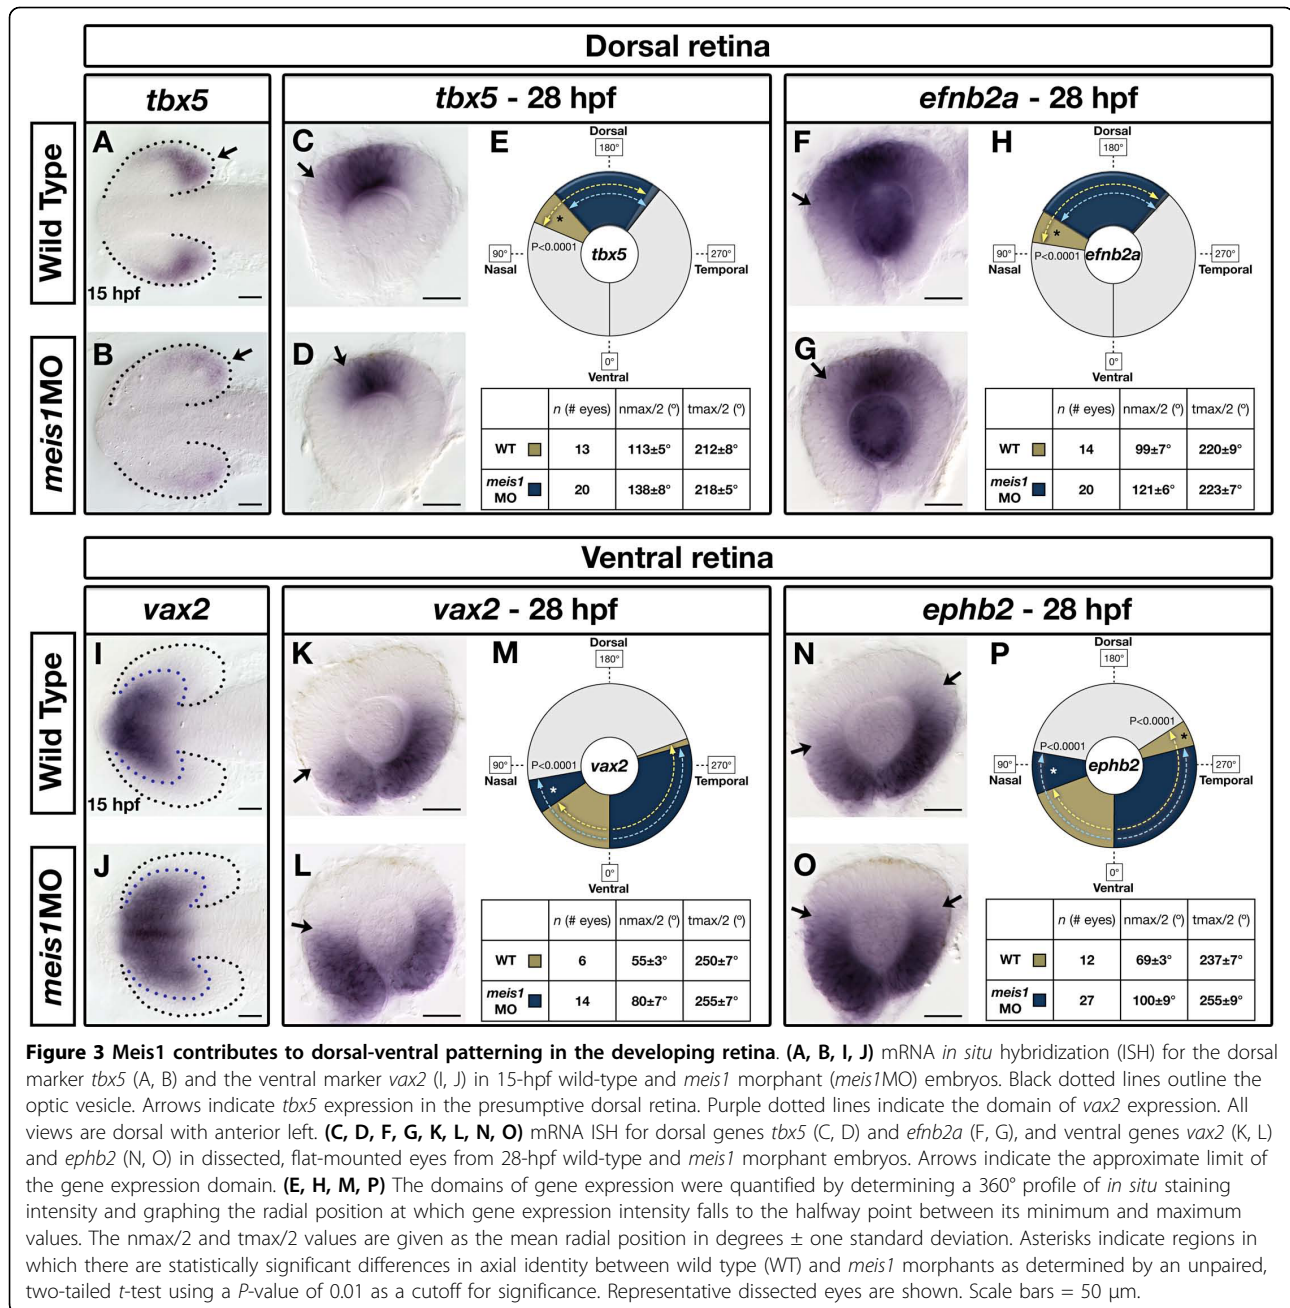 Dorsal retina
tbx5
tbx5 - 28 hpf
efnb2a - 28 hpf
Wild Type
meis1MO
A
15 hpf
B
C
D
E
Dorsal
180°
90°
Nasal
270°
Temporal
P<0.0001
*
tbx5
0°
Ventral
n (# eyes) nmax/2 (º) tmax/2 (º)
WT 13 113±5° 212±8°
meis1 MO 20 138±8° 218±5°
F
G
H
Dorsal
180°
90°
Nasal
270°
Temporal
P<0.0001
*
efnb2a
0°
Ventral
n (# eyes) nmax/2 (º) tmax/2 (º)
WT 14 99±7° 220±9°
meis1 MO 20 121±6° 223±7°
Ventral retina
vax2
vax2 - 28 hpf
ephb2 - 28 hpf
Wild Type
meis1MO
I
15 hpf
J
K
L
M
Dorsal
180°
90°
Nasal
270°
Temporal
P<0.0001
*
vax2
0°
Ventral
n (# eyes) nmax/2 (º) tmax/2 (º)
WT 6 55±3° 250±7°
meis1 MO 14 80±7° 255±7°
N
O
P
Dorsal
180°
90°
Nasal
270°
Temporal
P<0.0001
*
P<0.0001
*
ephb2
0°
Ventral
n (# eyes) nmax/2 (º) tmax/2 (º)
WT 12 69±3° 237±7°
meis1 MO 27 100±9° 255±9°
Figure 3 Meis1 contributes to dorsal-ventral patterning in the developing retina. (A, B, I, J) mRNA in situ hybridization (ISH) for the dorsal
marker tbx5 (A, B) and the ventral marker vax2 (I, J) in 15-hpf wild-type and meis1 morphant (meis1MO) embryos. Black dotted lines outline the
optic vesicle. Arrows indicate tbx5 expression in the presumptive dorsal retina. Purple dotted lines indicate the domain of vax2 expression. All
views are dorsal with anterior left. (C, D, F, G, K, L, N, O) mRNA ISH for dorsal genes tbx5 (C, D) and efnb2a (F, G), and ventral genes vax2 (K, L)
and ephb2 (N, O) in dissected, flat-mounted eyes from 28-hpf wild-type and meis1 morphant embryos. Arrows indicate the approximate limit of
the gene expression domain. (E, H, M, P) The domains of gene expression were quantified by determining a 360° profile of in situ staining
intensity and graphing the radial position at which gene expression intensity falls to the halfway point between its minimum and maximum
values. The nmax/2 and tmax/2 values are given as the mean radial position in degrees ± one standard deviation. Asterisks indicate regions in
which there are statistically significant differences in axial identity between wild type (WT) and meis1 morphants as determined by an unpaired,
two-tailed t-test using a P-value of 0.01 as a cutoff for significance. Representative dissected eyes are shown. Scale bars = 50 μm.